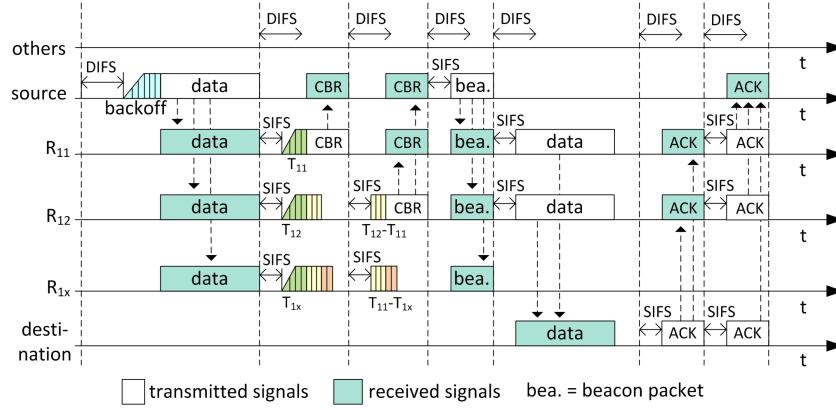 DIFS DIFS DIFS DIFS DIFS DIFS
others
t
DIFS
SIFS
source
data
CBR
CBR
bea.
ACK
t
backoff
SIFS
SIFS
SIFS
R11
data
T11
CBR
CBR
bea.
data
ACK
ACK
t
SIFS
SIFS
SIFS
SIFS
R12
data
T12
T12-T11
CBR
bea.
data
ACK
ACK
t
SIFS
SIFS
R1x
data
T1x
T11-T1x
bea.
t
SIFS
SIFS
desti-
nation
data
ACK
ACK
t
transmitted signals
received signals
bea. = beacon packet